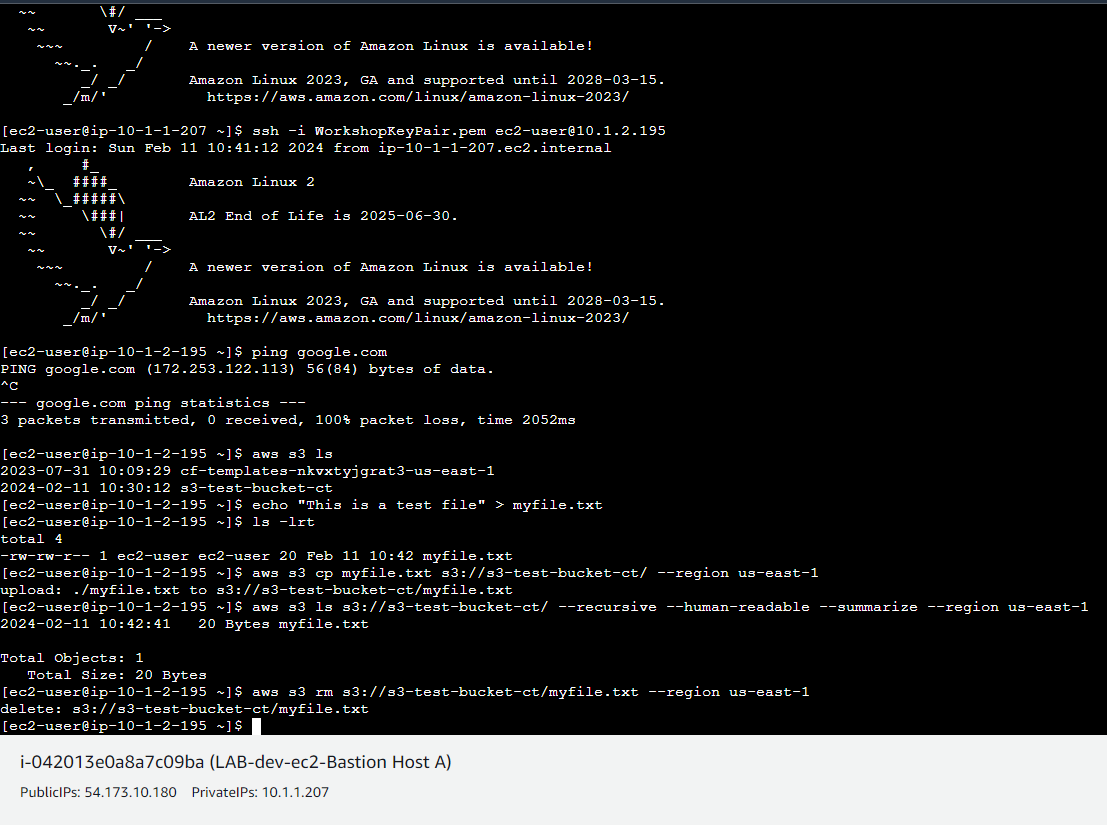 ~~       \#/ ___
   ~~       V~' '->
    ~~~         /    A newer version of Amazon Linux is available!
      ~~._.   _/
         _/ _/       Amazon Linux 2023, GA and supported until 2028-03-15.
       _/m/'           https://aws.amazon.com/linux/amazon-linux-2023/
[ec2-user@ip-10-1-1-207 ~]$ ssh -i WorkshopKeyPair.pem ec2-user@10.1.2.195
Last login: Sun Feb 11 10:41:12 2024 from ip-10-1-1-207.ec2.internal
   ,     #_
   ~\_  ####_        Amazon Linux 2
  ~~  \_#####\
  ~~     \###|       AL2 End of Life is 2025-06-30.
  ~~       \#/ ___
   ~~       V~' '->
    ~~~         /    A newer version of Amazon Linux is available!
      ~~._.   _/
         _/ _/       Amazon Linux 2023, GA and supported until 2028-03-15.
       _/m/'           https://aws.amazon.com/linux/amazon-linux-2023/
[ec2-user@ip-10-1-2-195 ~]$ ping google.com
PING google.com (172.253.122.113) 56(84) bytes of data.
^C
--- google.com ping statistics ---
3 packets transmitted, 0 received, 100% packet loss, time 2052ms
[ec2-user@ip-10-1-2-195 ~]$ aws s3 ls
2023-07-31 10:09:29 cf-templates-nkvxtyjgrat3-us-east-1
2024-02-11 10:30:12 s3-test-bucket-ct
[ec2-user@ip-10-1-2-195 ~]$ echo "This is a test file" > myfile.txt
[ec2-user@ip-10-1-2-195 ~]$ ls -lrt
total 4
-rw-rw-r-- 1 ec2-user ec2-user 20 Feb 11 10:42 myfile.txt
[ec2-user@ip-10-1-2-195 ~]$ aws s3 cp myfile.txt s3://s3-test-bucket-ct/ --region us-east-1
upload: ./myfile.txt to s3://s3-test-bucket-ct/myfile.txt
[ec2-user@ip-10-1-2-195 ~]$ aws s3 ls s3://s3-test-bucket-ct/ --recursive --human-readable --summarize --region us-east-1
2024-02-11 10:42:41   20 Bytes myfile.txt
Total Objects: 1
   Total Size: 20 Bytes
[ec2-user@ip-10-1-2-195 ~]$ aws s3 rm s3://s3-test-bucket-ct/myfile.txt --region us-east-1
delete: s3://s3-test-bucket-ct/myfile.txt
[ec2-user@ip-10-1-2-195 ~]$
i-042013e0a8a7c09ba (LAB-dev-ec2-Bastion Host A)
PublicIPs: 54.173.10.180 PrivateIPs: 10.1.1.207